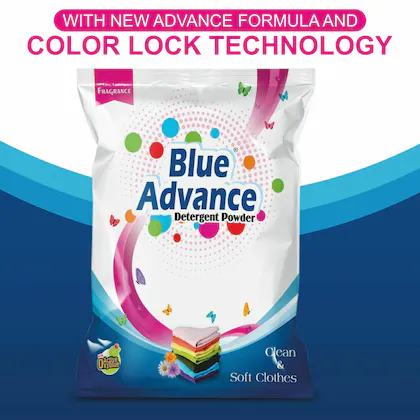 WITH NEW ADVANCE FORMULA AND
COLOR LOCK TECHNOLOGY
FRAGRANCE
Blue
Advance
Detergent Powder
Clean
&
Soft Clothes